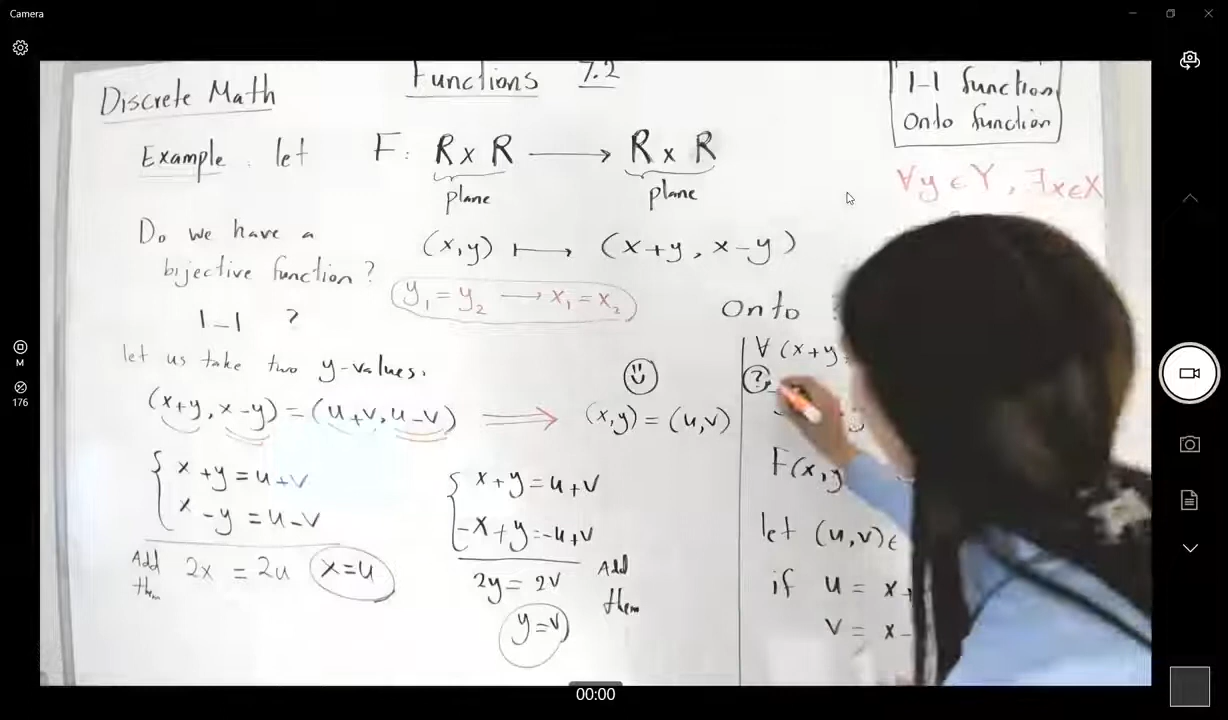 Camera
Discrete Math
Functions 7.2
1-1 function
Onto function
Example. let F: R x R ⟶ R x R
plane plane
∀y ∈ Y, ∃x ∈ X
Do we have a
bijective function?
(x,y) ⟼ (x+y, x-y)
y₁ = y₂ ⟶ x₁ = x₂
1-1 ?
let us take two y-values.
(x+y, x-y) = (u+v, u-v) ⟹ (x,y) = (u,v)
x+y = u+v
x-y = u-v
Add them 2x = 2u x=u
x+y = u+v
-x+y = -u+v
2y = 2v Add them
y=v
Onto
∀ (x+y
?
F(x,y
let (u,v) ∈
if u = x+
v = x-
M
176
00:00